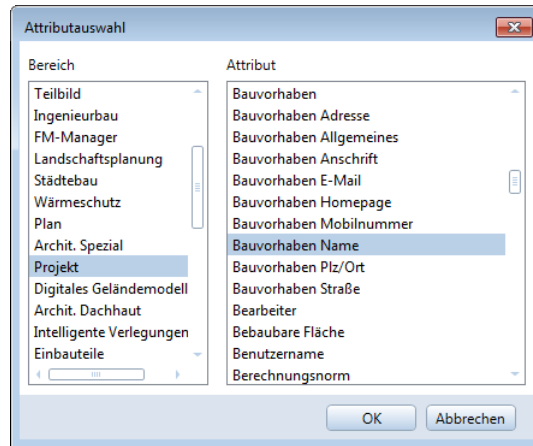 Attributauswahl
Bereich
Teilbild
Ingenieurbau
FM-Manager
Landschaftsplanung
Städtebau
Wärmeschutz
Plan
Archit. Spezial
Projekt
Digitales Geländemodell
Archit. Dachhaut
Intelligente Verlegungen
Einbauteile
Attribut
Bauvorhaben
Bauvorhaben Adresse
Bauvorhaben Allgemeines
Bauvorhaben Anschrift
Bauvorhaben E-Mail
Bauvorhaben Homepage
Bauvorhaben Mobilnummer
Bauvorhaben Name
Bauvorhaben Plz/Ort
Bauvorhaben Straße
Bearbeiter
Bebaubare Fläche
Benutzername
Berechnungsnorm
OK
Abbrechen